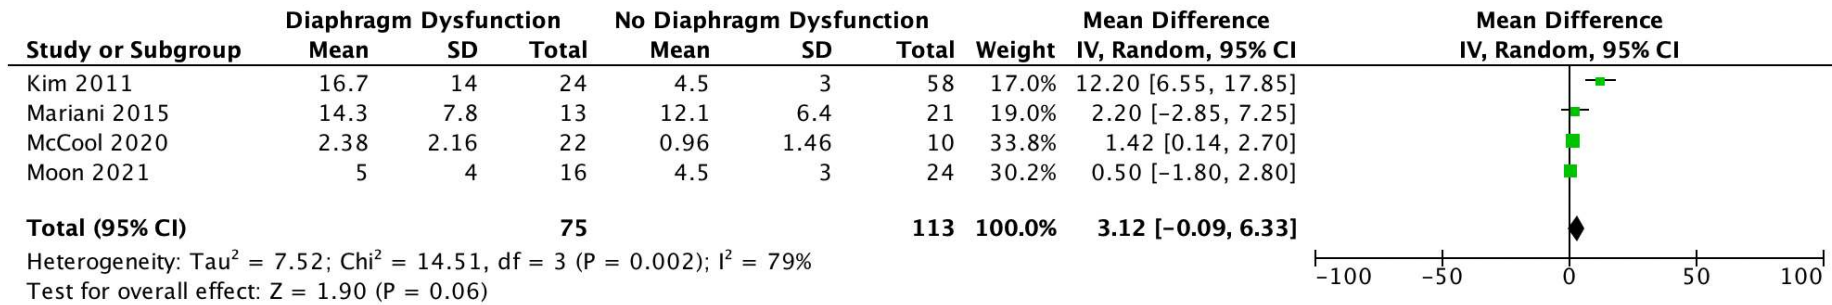 Diaphragm Dysfunction No Diaphragm Dysfunction Mean Difference Mean Difference
Study or Subgroup Mean SD Total Mean SD Total Weight IV, Random, 95% CI IV, Random, 95% CI
Kim 2011 16.7 14 24 4.5 3 58 17.0% 12.20 [6.55, 17.85]
Mariani 2015 14.3 7.8 13 12.1 6.4 21 19.0% 2.20 [−2.85, 7.25]
McCool 2020 2.38 2.16 22 0.96 1.46 10 33.8% 1.42 [0.14, 2.70]
Moon 2021 5 4 16 4.5 3 24 30.2% 0.50 [−1.80, 2.80]
Total (95% CI) 75 113 100.0% 3.12 [−0.09, 6.33]
Heterogeneity: Tau² = 7.52; Chi² = 14.51, df = 3 (P = 0.002); I² = 79%
Test for overall effect: Z = 1.90 (P = 0.06)
−100 −50 0 50 100